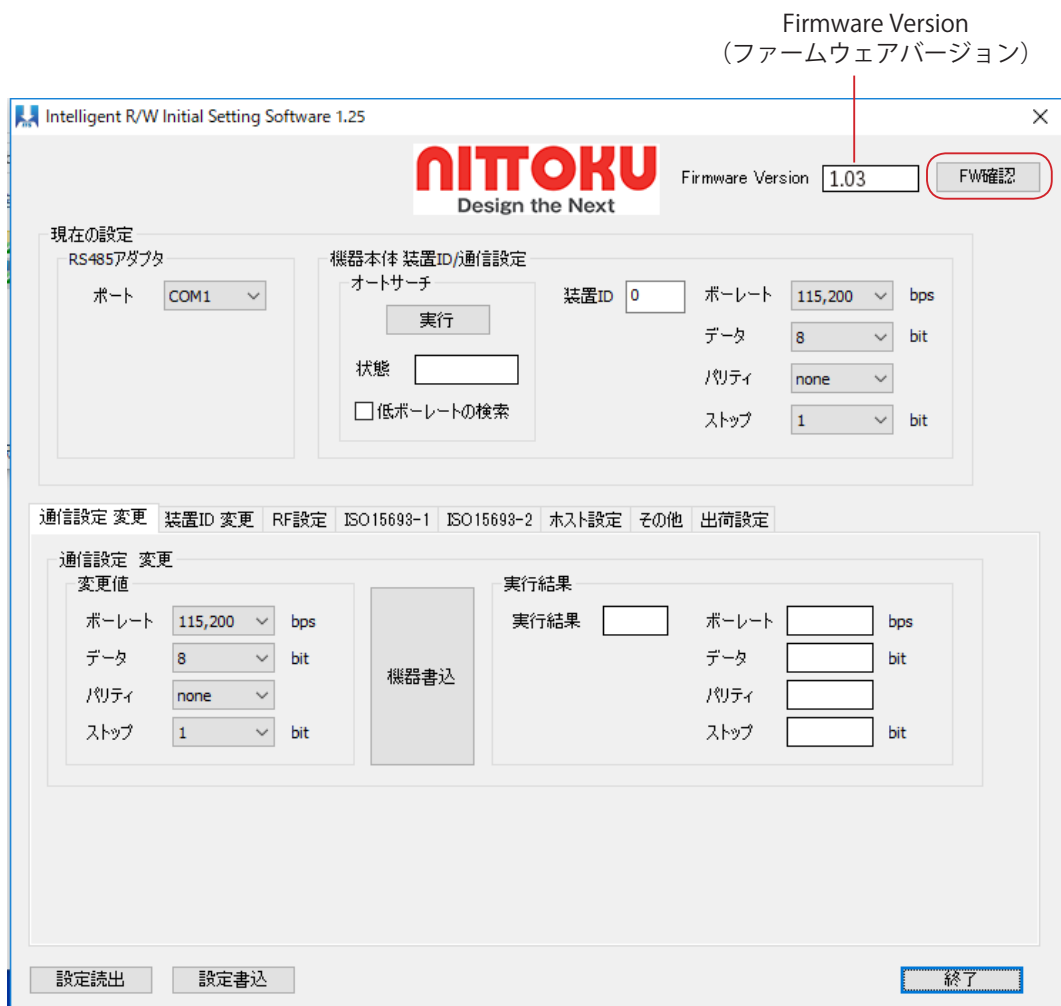 Firmware Version
（ファームウェアバージョン）
Intelligent R/W Initial Setting Software 1.25
NITTOKU
Design the Next
Firmware Version 1.03 FW確認
現在の設定
RS485アダプタ
ポート COM1
機器本体 装置ID/通信設定
オートサーチ
実行
状態
低ボーレートの検索
装置ID 0
ボーレート 115,200 bps
データ 8 bit
パリティ none
ストップ 1 bit
通信設定 変更 装置ID 変更 RF設定 ISO15693-1 ISO15693-2 ホスト設定 その他 出荷設定
通信設定 変更
変更値
ボーレート 115,200 bps
データ 8 bit
パリティ none
ストップ 1 bit
機器書込
実行結果
実行結果
ボーレート bps
データ bit
パリティ
ストップ bit
設定読出 設定書込 終了